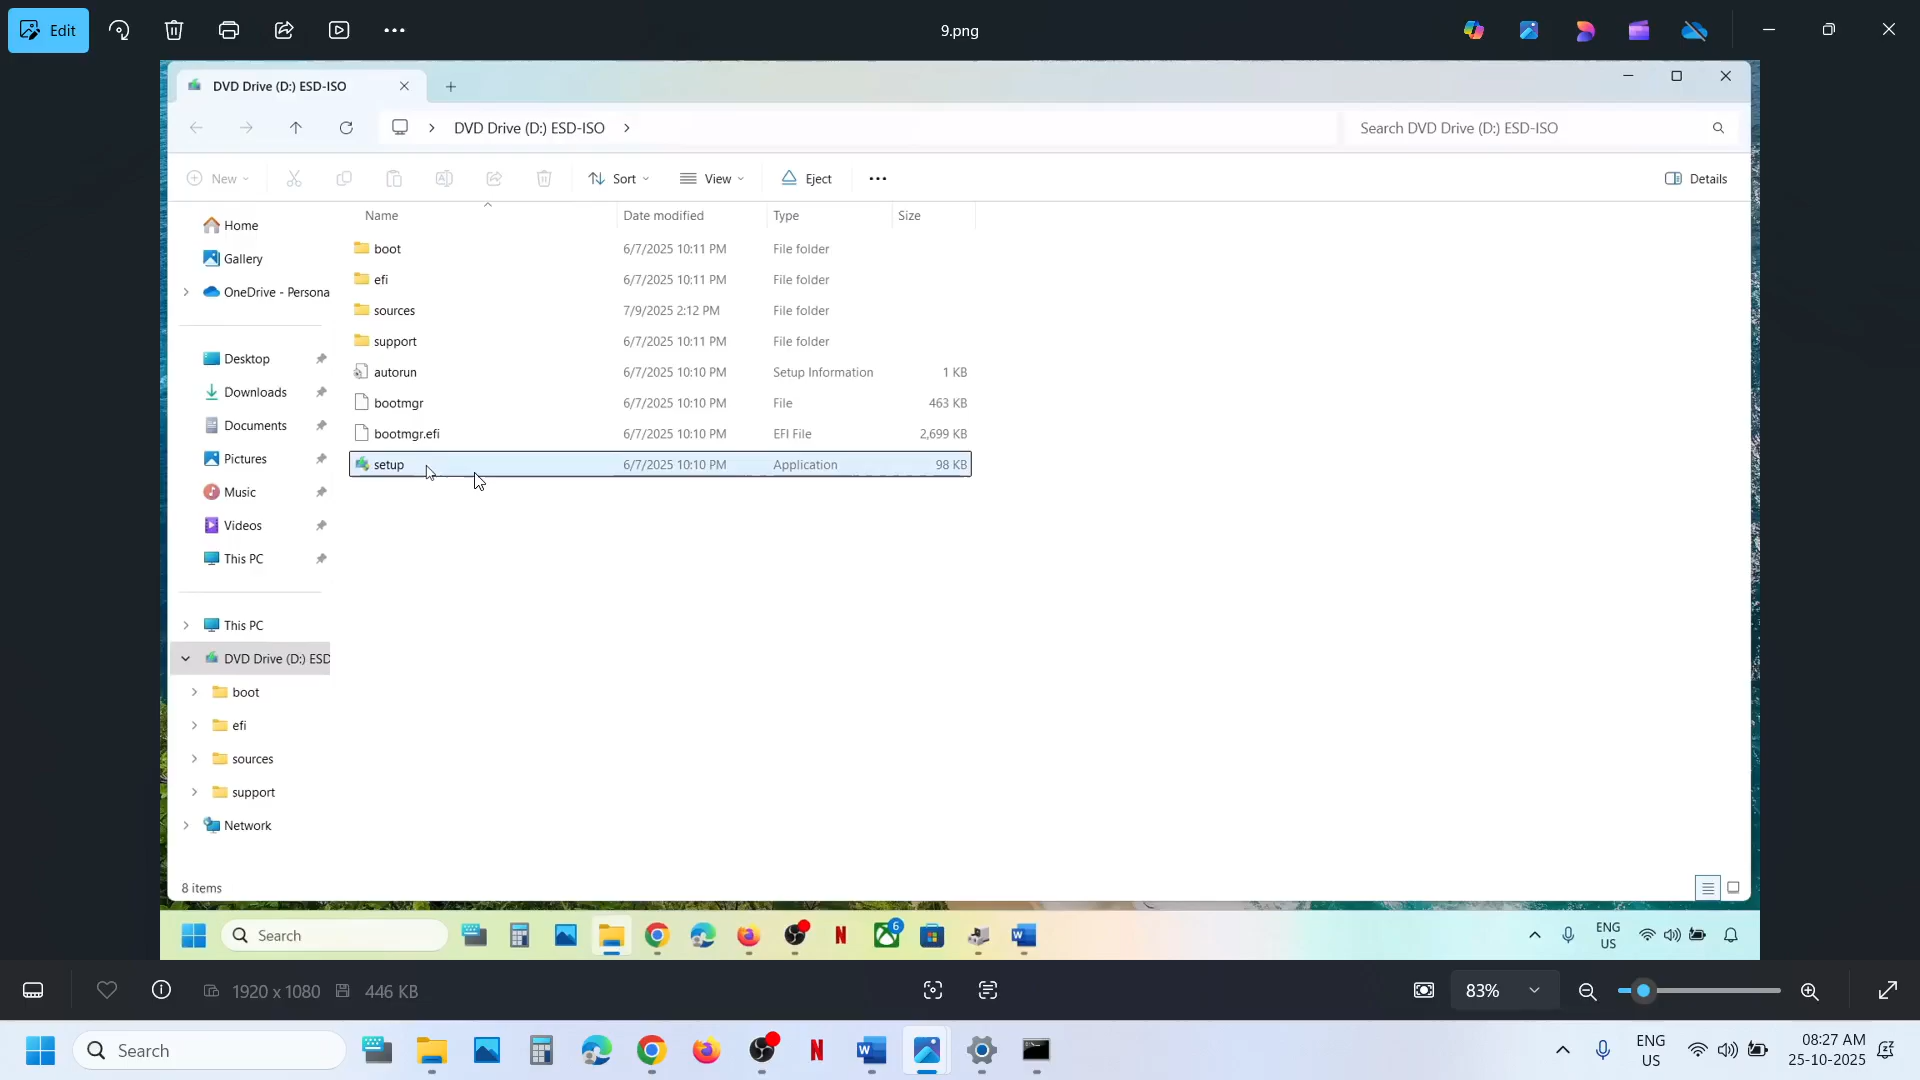 Edit
9.png
DVD Drive (D:) ESD-ISO
DVD Drive (D:) ESD-ISO
Search DVD Drive (D:) ESD-ISO
New
Sort
View
Eject
Details
Name Date modified Type Size
Home
Gallery
OneDrive - Persona
Desktop
Downloads
Documents
Pictures
Music
Videos
This PC
This PC
DVD Drive (D:) ESD
boot
efi
sources
support
Network
boot 6/7/2025 10:11 PM File folder
efi 6/7/2025 10:11 PM File folder
sources 7/9/2025 2:12 PM File folder
support 6/7/2025 10:11 PM File folder
autorun 6/7/2025 10:10 PM Setup Information 1 KB
bootmgr 6/7/2025 10:10 PM File 463 KB
bootmgr.efi 6/7/2025 10:10 PM EFI File 2,699 KB
setup 6/7/2025 10:10 PM Application 98 KB
8 items
Search
6
ENG
US
1920 x 1080 446 KB
83%
Search
ENG
US
08:27 AM
25-10-2025